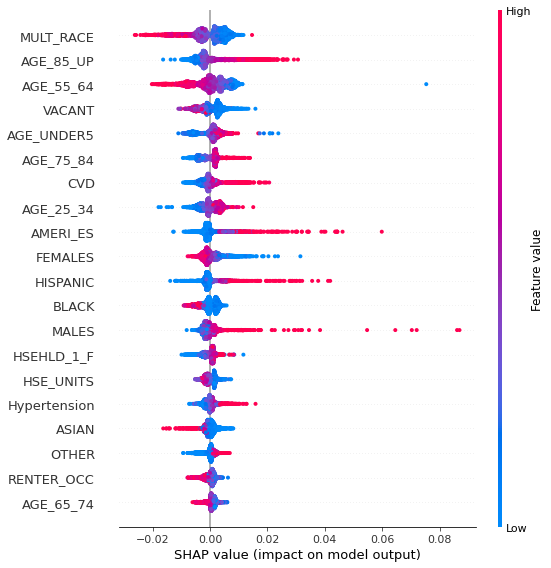 High
MULT_RACE
AGE_85_UP
AGE_55_64
VACANT
AGE_UNDER5
AGE_75_84
CVD
AGE_25_34
AMERI_ES
FEMALES
HISPANIC
BLACK
MALES
HSEHLD_1_F
HSE_UNITS
Hypertension
ASIAN
OTHER
RENTER_OCC
AGE_65_74
Feature value
Low
−0.02 0.00 0.02 0.04 0.06 0.08
SHAP value (impact on model output)